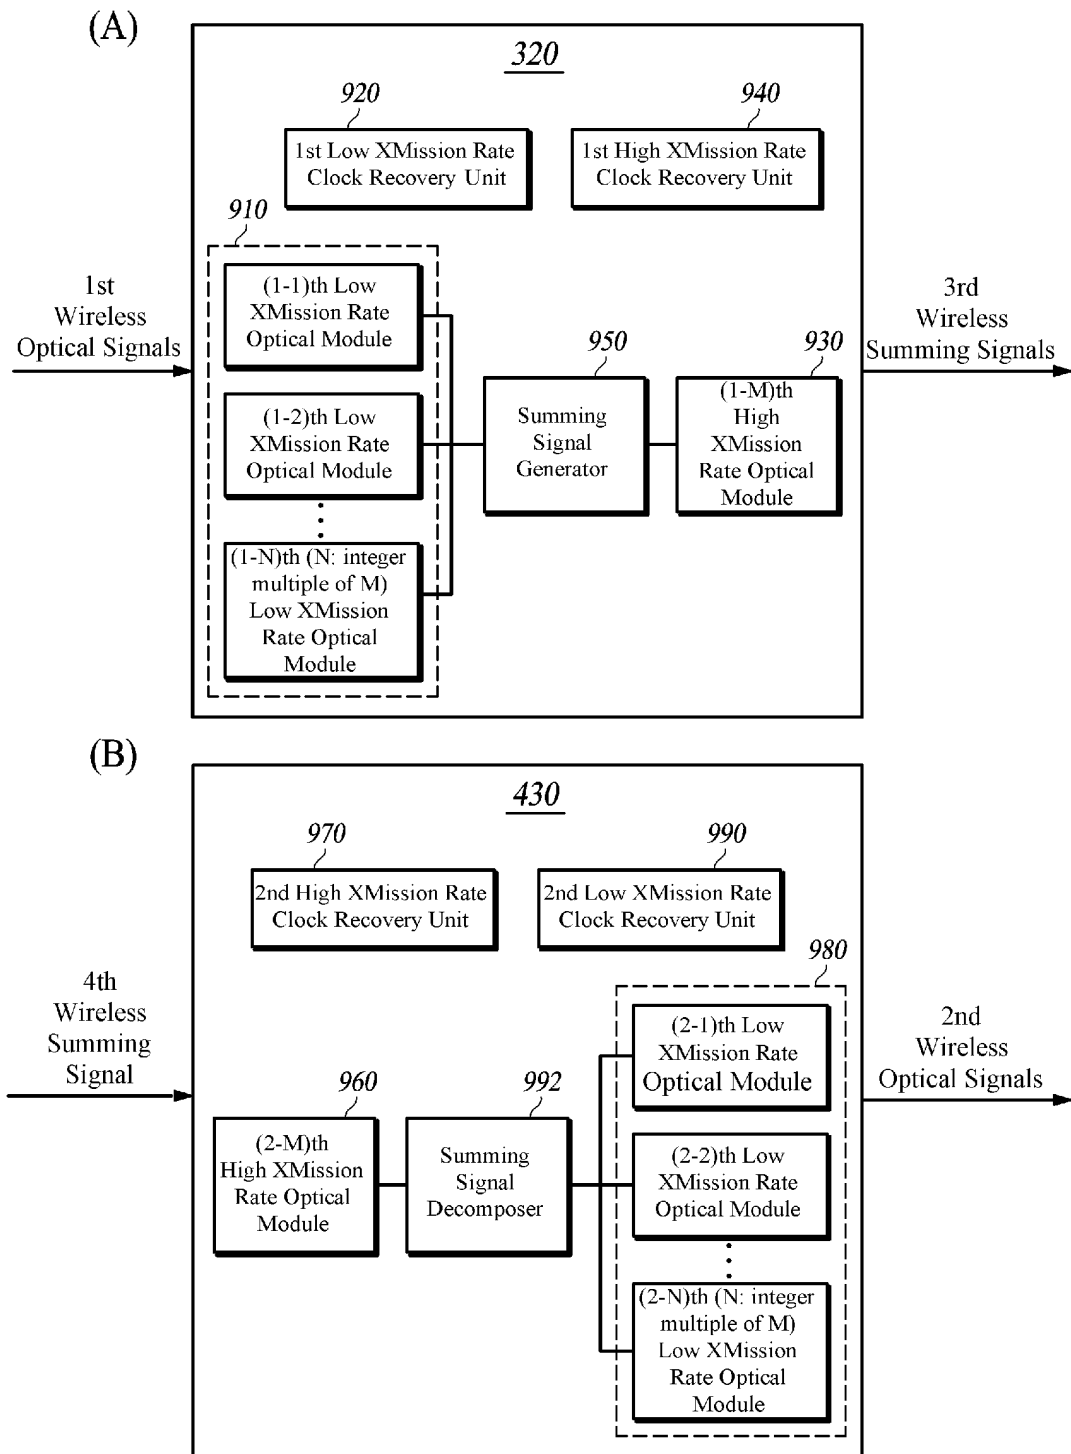 (A)
320
920
940
1st Low XMission Rate
Clock Recovery Unit
1st High XMission Rate
Clock Recovery Unit
910
1st
Wireless
Optical Signals
(1-1)th Low
XMission Rate
Optical Module
(1-2)th Low
XMission Rate
Optical Module
(1-N)th (N: integer
multiple of M)
Low XMission
Rate Optical
Module
950
Summing
Signal
Generator
930
(1-M)th
High
XMission
Rate Optical
Module
3rd
Wireless
Summing Signals
(B)
430
970
990
2nd High XMission Rate
Clock Recovery Unit
2nd Low XMission Rate
Clock Recovery Unit
980
4th
Wireless
Summing
Signal
960
(2-M)th
High XMission
Rate Optical
Module
992
Summing
Signal
Decomposer
(2-1)th Low
XMission Rate
Optical Module
(2-2)th Low
XMission Rate
Optical Module
(2-N)th (N: integer
multiple of M)
Low XMission
Rate Optical
Module
2nd
Wireless
Optical Signals